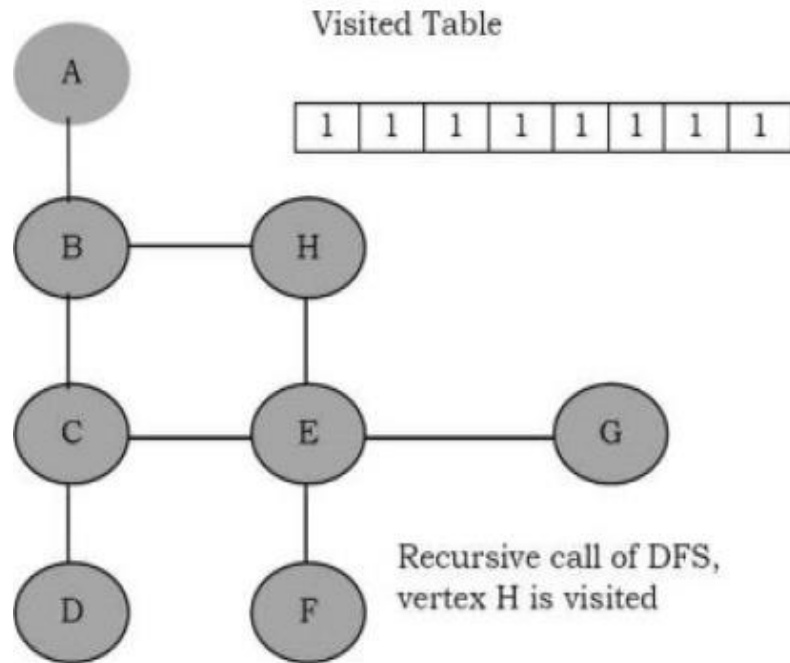 Visited Table
A
1 1 1 1 1 1 1 1
B H
C E G
Recursive call of DFS,
vertex H is visited
D F